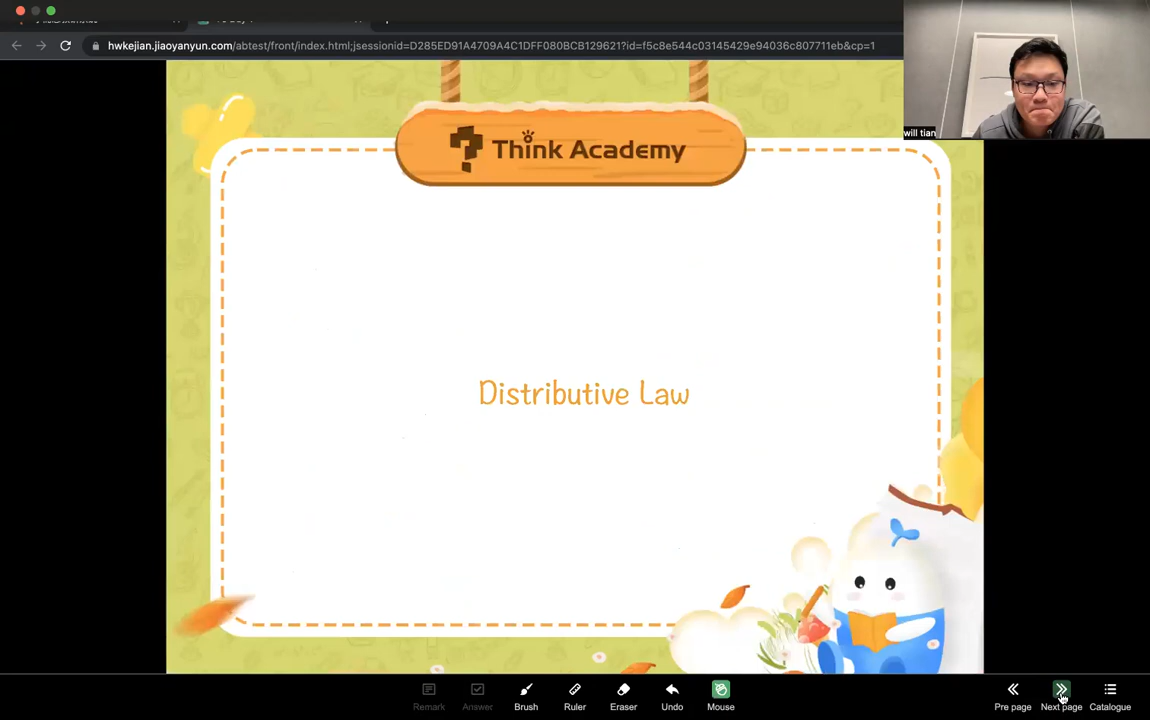 hwkejian.jiaoyanyun.com/abtest/front/index.html;jsessionid=D285ED91A4709A4C1DFF080BCB129621?id=f5c8e544c03145429e94036c807711eb&cp=1
will tian
Think Academy
Distributive Law
Remark
Answer
Brush
Ruler
Eraser
Undo
Mouse
Pre page
Next page
Catalogue